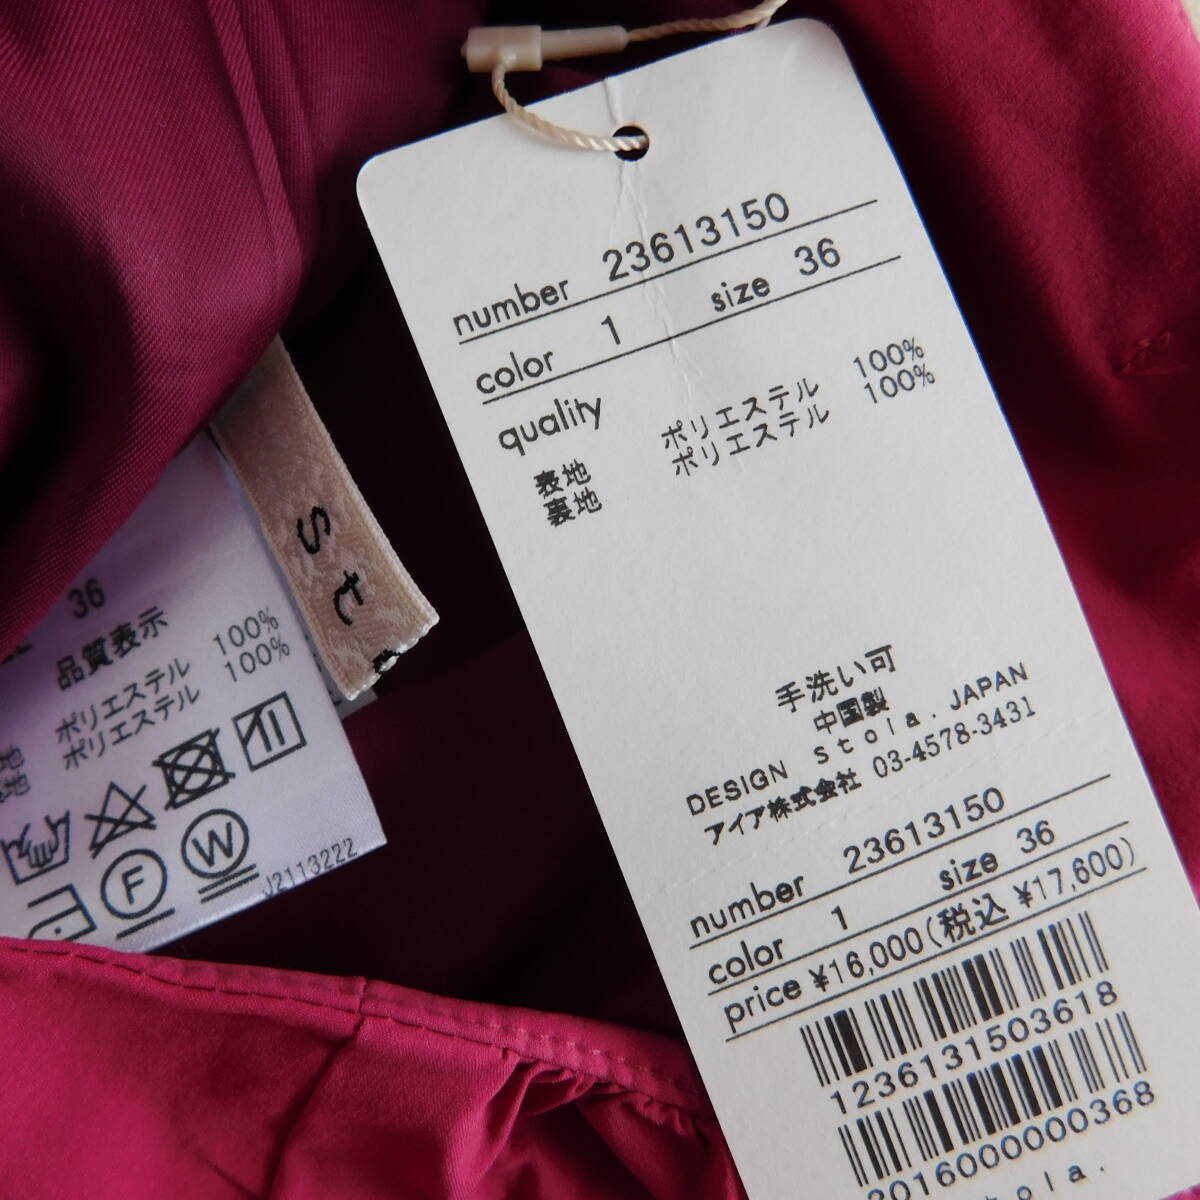 number 23613150
color 1 size 36
quality
表地 ポリエステル 100%
裏地 ポリエステル 100%
手洗い可
中国製
DESIGN stola. JAPAN
アイア株式会社 03-4578-3431
number 23613150
color 1 size 36
price ¥16,000(税込 ¥17,600)
1236131503618
2016000000368
stola.
st
36
品質表示
ポリエステル 100%
地 ポリエステル 100%
F
W
J2113222